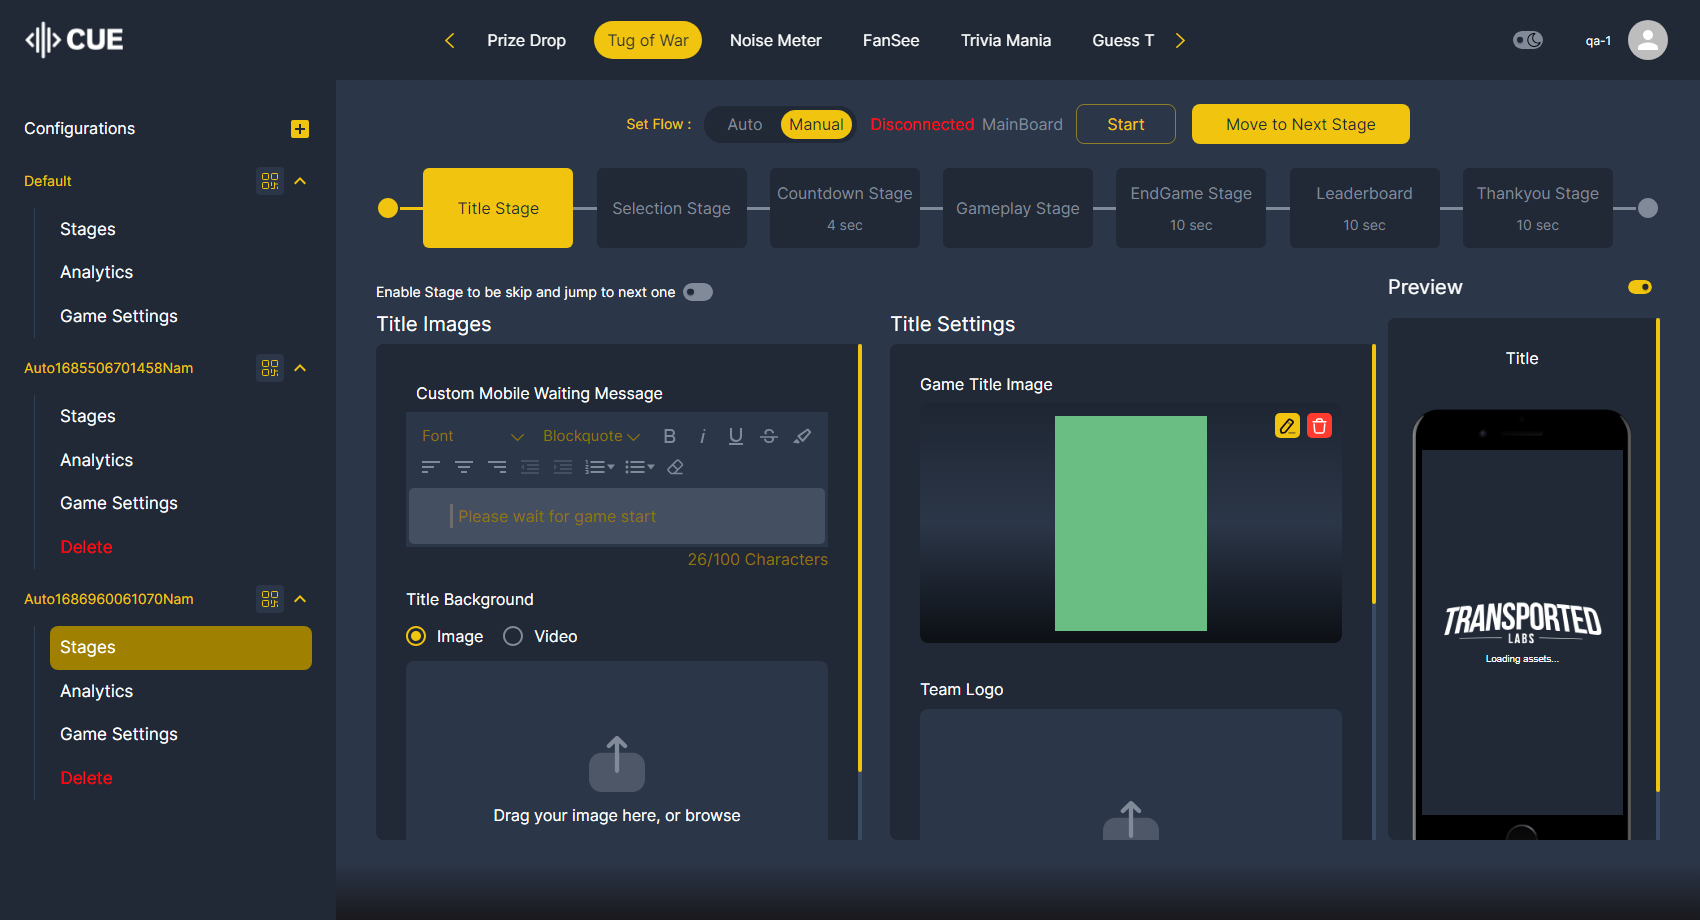 CUE
Prize Drop
Tug of War
Noise Meter
FanSee
Trivia Mania
Guess T
qa-1
Configurations
Default
Stages
Analytics
Game Settings
Auto1685506701458Nam
Stages
Analytics
Game Settings
Delete
Auto1686960061070Nam
Stages
Analytics
Game Settings
Delete
Set Flow :
Auto
Manual
Disconnected MainBoard
Start
Move to Next Stage
Title Stage
Selection Stage
Countdown Stage
4 sec
Gameplay Stage
EndGame Stage
10 sec
Leaderboard
10 sec
Thankyou Stage
10 sec
Enable Stage to be skip and jump to next one
Title Images
Custom Mobile Waiting Message
Font
Blockquote
B
i
U
S
Please wait for game start
26/100 Characters
Title Background
Image
Video
Drag your image here, or browse
Title Settings
Game Title Image
Team Logo
Preview
Title
TRANSPORTED
LABS
Loading assets...